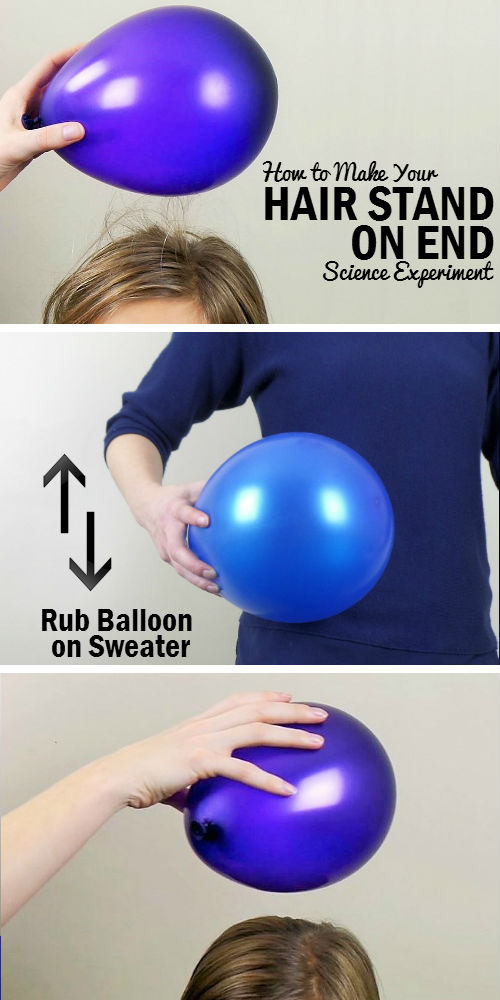 How to Make Your
HAIR STAND
ON END
Science Experiment
Rub Balloon
on Sweater